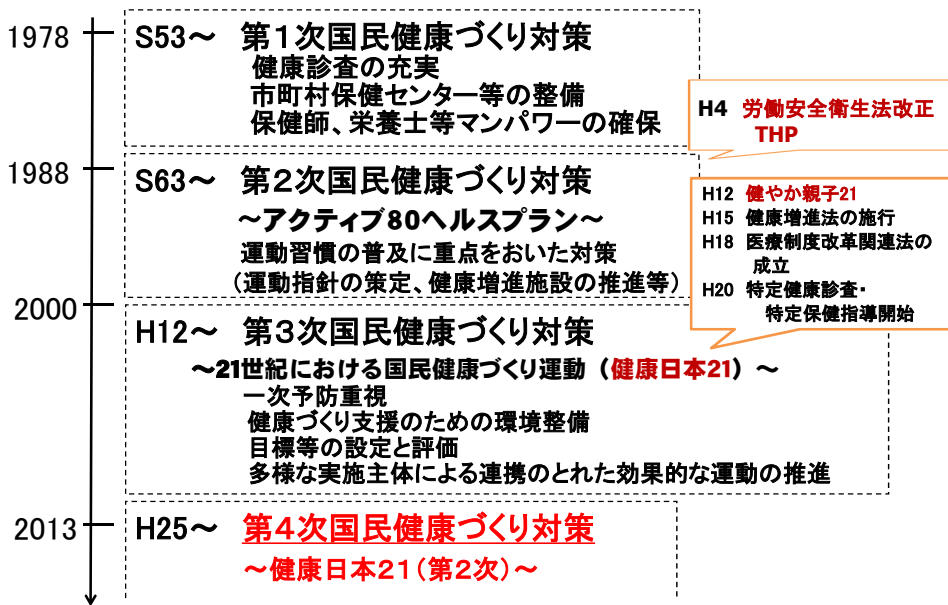 1978
S53～ 第1次国民健康づくり対策
健康診査の充実
市町村保健センター等の整備
保健師、栄養士等マンパワーの確保
H4 労働安全衛生法改正
THP
1988
S63～ 第2次国民健康づくり対策
～アクティブ80ヘルスプラン～
運動習慣の普及に重点をおいた対策
（運動指針の策定、健康増進施設の推進等）
H12 健やか親子21
H15 健康増進法の施行
H18 医療制度改革関連法の
成立
H20 特定健康診査・
特定保健指導開始
2000
H12～ 第3次国民健康づくり対策
～21世紀における国民健康づくり運動（健康日本21）～
一次予防重視
健康づくり支援のための環境整備
目標等の設定と評価
多様な実施主体による連携のとれた効果的な運動の推進
2013
H25～ 第4次国民健康づくり対策
～健康日本21（第2次）～